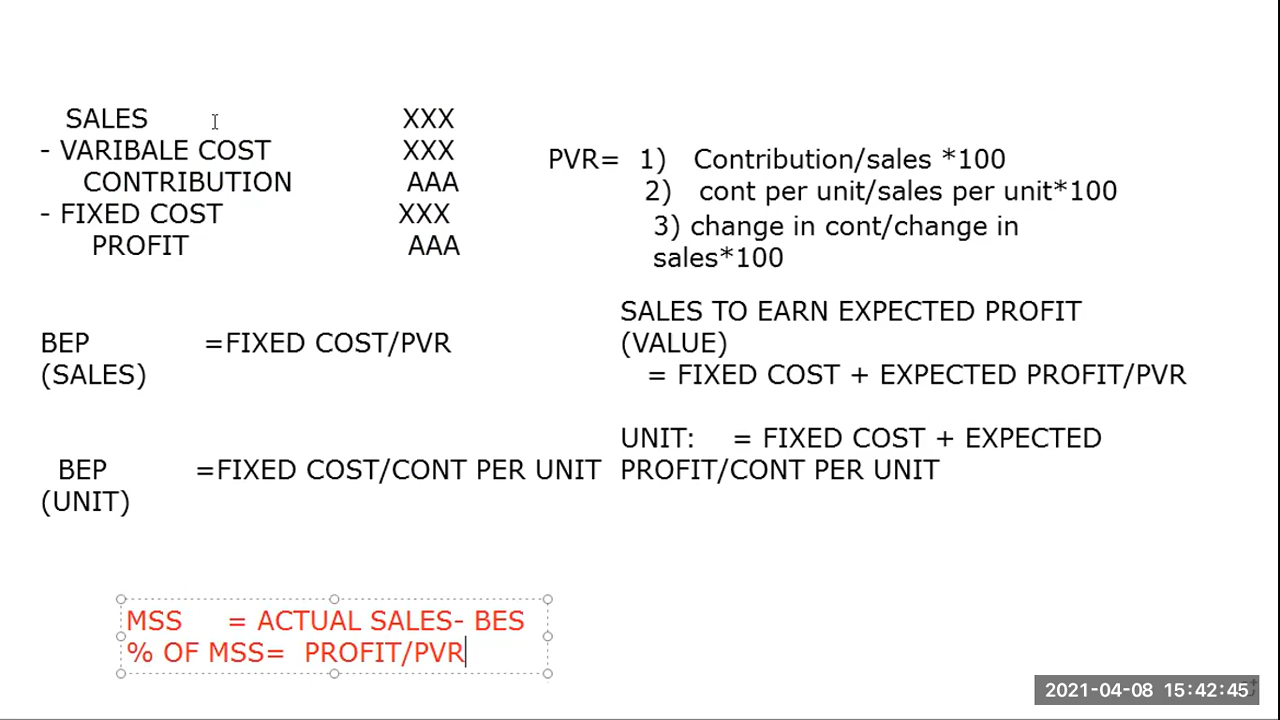 SALES XXX
- VARIBALE COST XXX
CONTRIBUTION AAA
- FIXED COST XXX
PROFIT AAA
PVR= 1) Contribution/sales *100
2) cont per unit/sales per unit*100
3) change in cont/change in
sales*100
BEP =FIXED COST/PVR
(SALES)
BEP =FIXED COST/CONT PER UNIT
(UNIT)
SALES TO EARN EXPECTED PROFIT
(VALUE)
= FIXED COST + EXPECTED PROFIT/PVR
UNIT: = FIXED COST + EXPECTED
PROFIT/CONT PER UNIT
MSS = ACTUAL SALES- BES
% OF MSS= PROFIT/PVR
2021-04-08 15:42:45